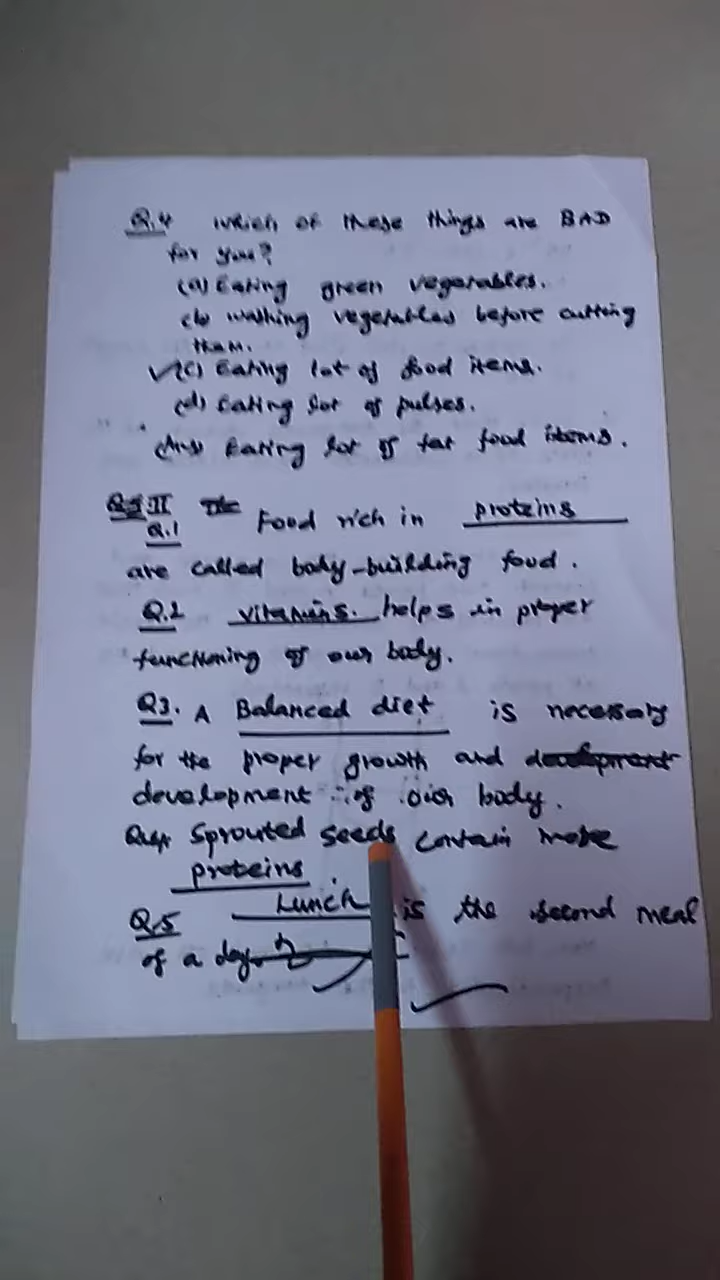 Q.4 Which of these things are BAD
for you?
(a) Eating green vegetables.
(b) washing vegetables before cutting
them.
(c) Eating lot of food items.
(d) Eating lot of pulses.
Ans Eating lot of fat food items.
II The
Q.1 Food rich in proteins
are called body-building food.
Q.2 vitamins. helps in proper
functioning of our body.
Q3. A Balanced diet is necessary
for the proper growth and development
development of our body.
Q4. Sprouted seeds contain more
proteins.
Q.5 Lunch is the second meal
of a day.